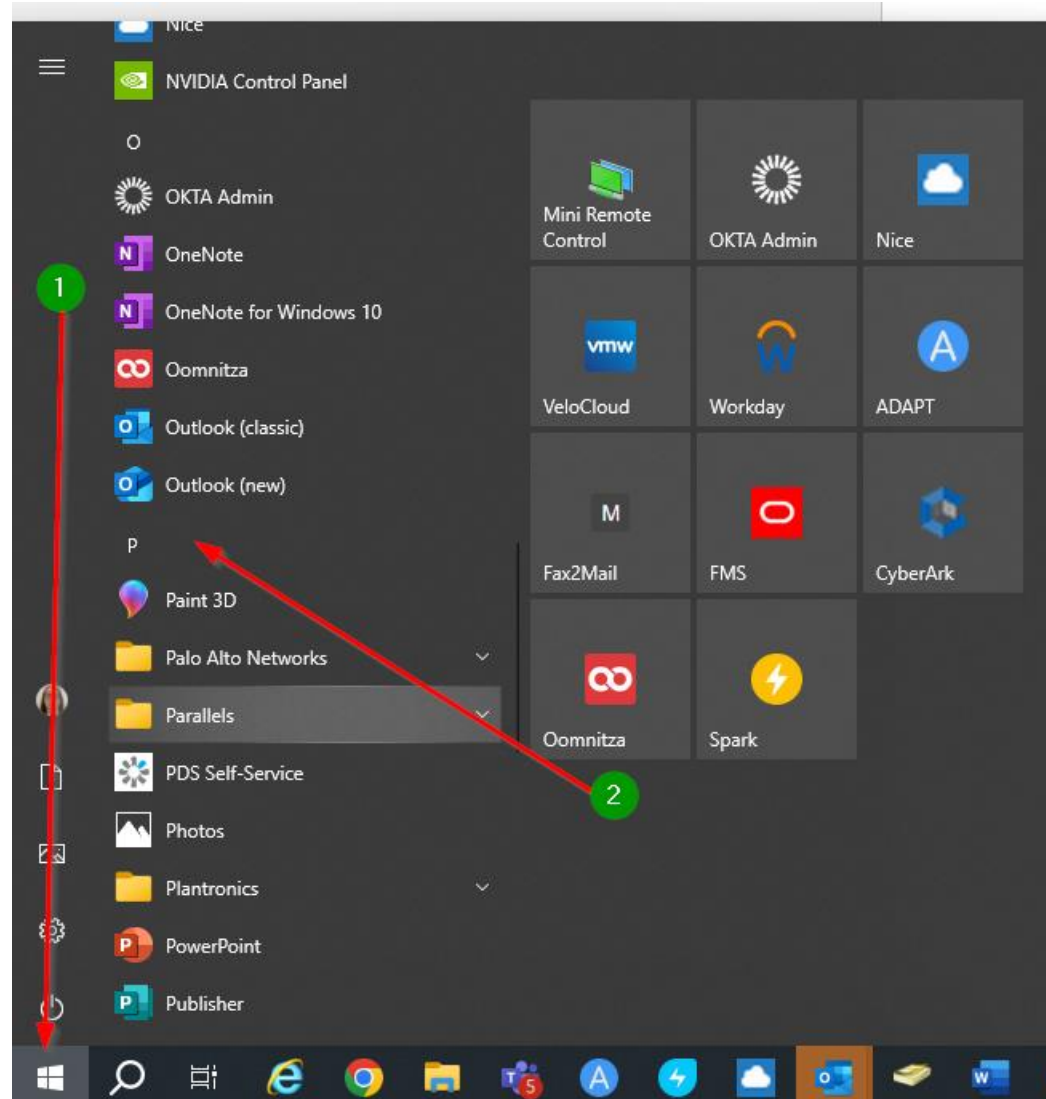 Nice
NVIDIA Control Panel
O
OKTA Admin
OneNote
OneNote for Windows 10
Oomnitza
Outlook (classic)
Outlook (new)
P
Paint 3D
Palo Alto Networks
Parallels
PDS Self-Service
Photos
Plantronics
PowerPoint
Publisher
1
2
Mini Remote
Control
OKTA Admin
Nice
vmw
VeloCloud
Workday
A
ADAPT
M
Fax2Mail
FMS
CyberArk
Oomnitza
Spark
5